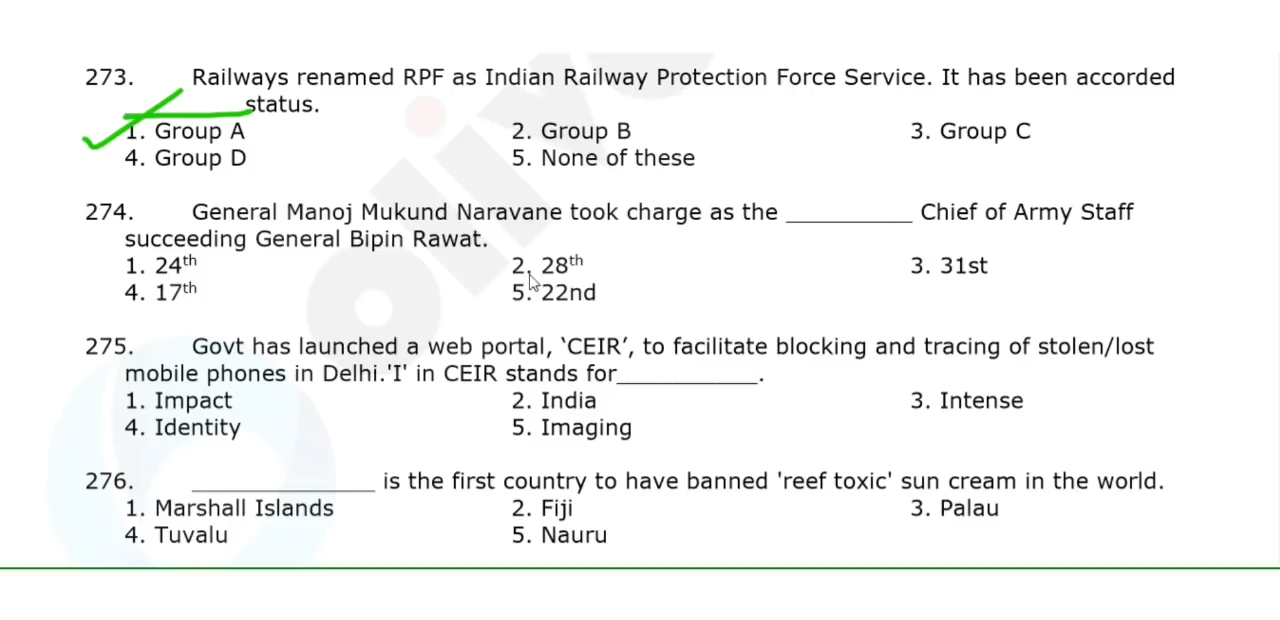 273. Railways renamed RPF as Indian Railway Protection Force Service. It has been accorded
__________status.
1. Group A 2. Group B 3. Group C
4. Group D 5. None of these
274. General Manoj Mukund Naravane took charge as the __________ Chief of Army Staff
succeeding General Bipin Rawat.
1. 24th 2. 28th 3. 31st
4. 17th 5. 22nd
275. Govt has launched a web portal, ‘CEIR’, to facilitate blocking and tracing of stolen/lost
mobile phones in Delhi.'I' in CEIR stands for___________.
1. Impact 2. India 3. Intense
4. Identity 5. Imaging
276. ______________ is the first country to have banned 'reef toxic' sun cream in the world.
1. Marshall Islands 2. Fiji 3. Palau
4. Tuvalu 5. Nauru